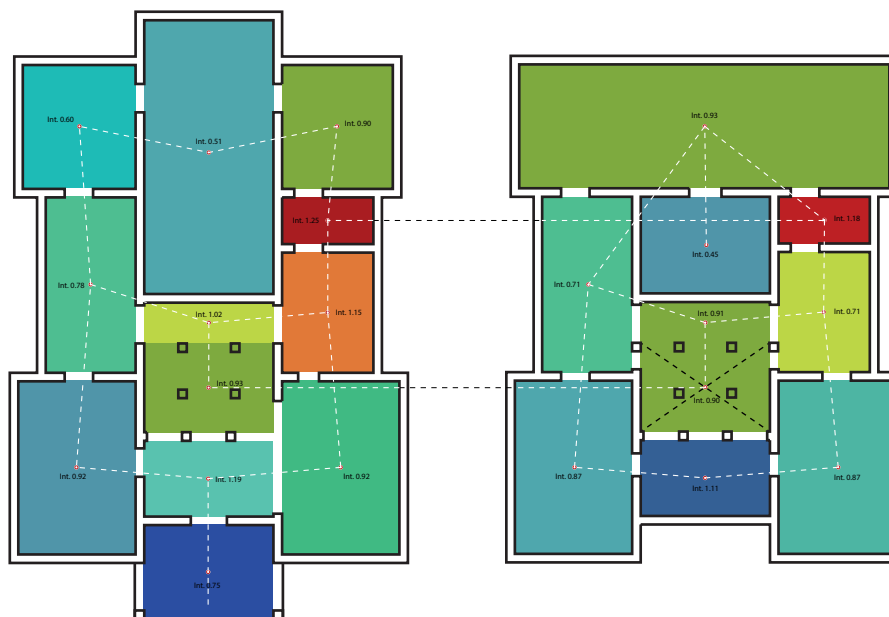 Int. 0.60
Int. 0.51
Int. 0.90
Int. 1.25
Int. 0.78
Int. 1.02
Int. 1.15
Int. 0.93
Int. 0.92
Int. 1.19
Int. 0.92
Int. 0.75
Int. 0.93
Int. 1.18
Int. 0.45
Int. 0.71
Int. 0.91
Int. 0.71
Int. 0.90
Int. 0.87
Int. 1.11
Int. 0.87